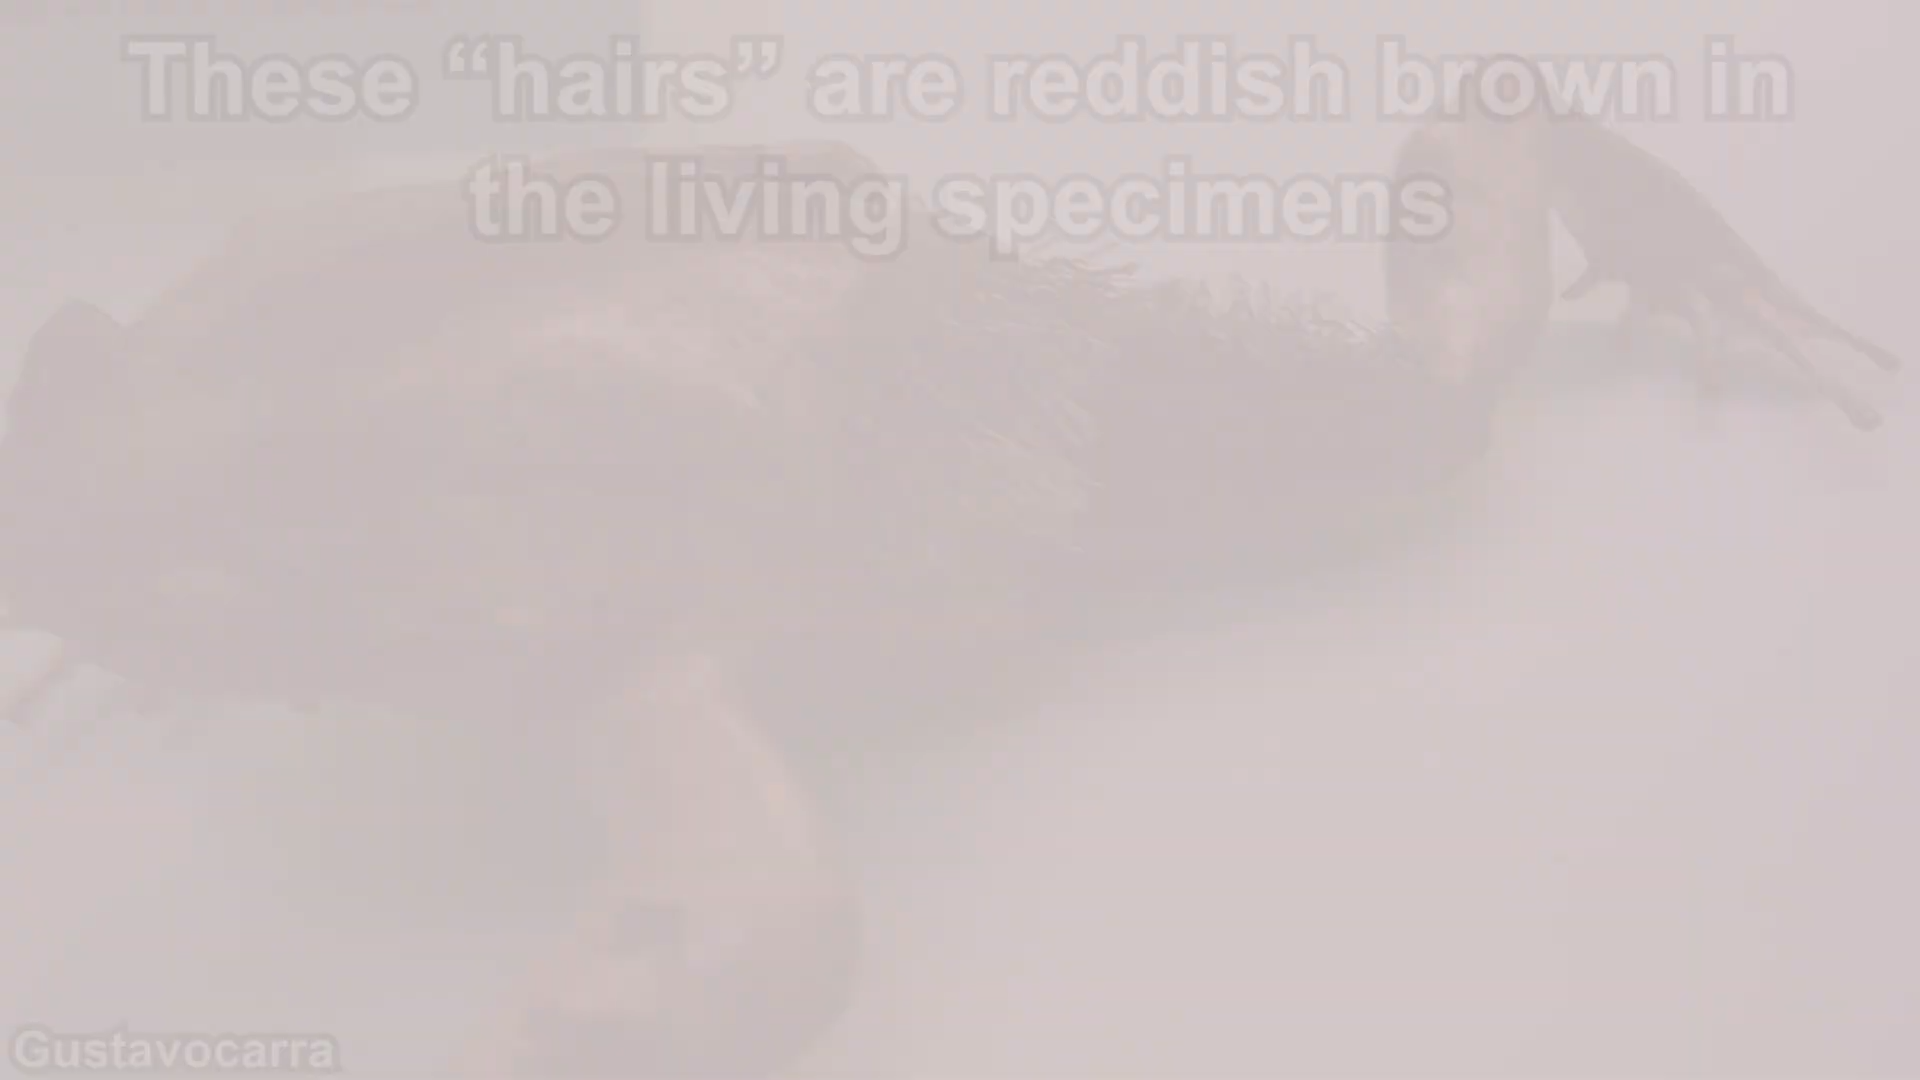 These “hairs” are reddish brown in
the living specimens
Gustavocarra